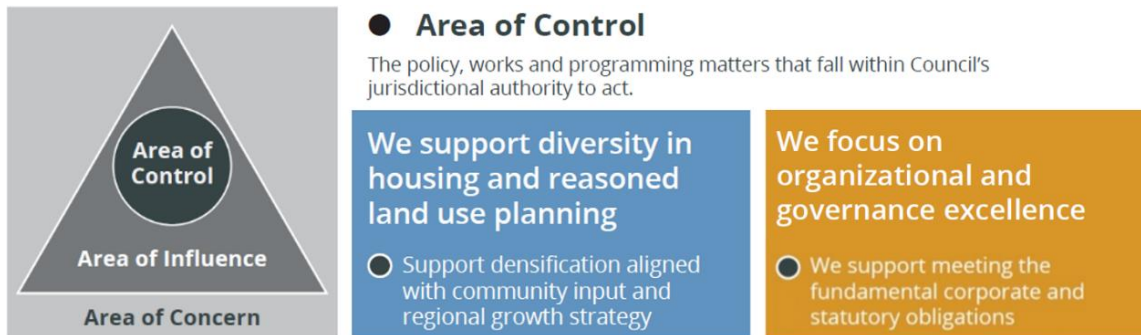 Area of
Control
Area of Influence
Area of Concern
Area of Control
The policy, works and programming matters that fall within Council’s
jurisdictional authority to act.
We support diversity in
housing and reasoned
land use planning
Support densification aligned
with community input and
regional growth strategy
We focus on
organizational and
governance excellence
We support meeting the
fundamental corporate and
statutory obligations